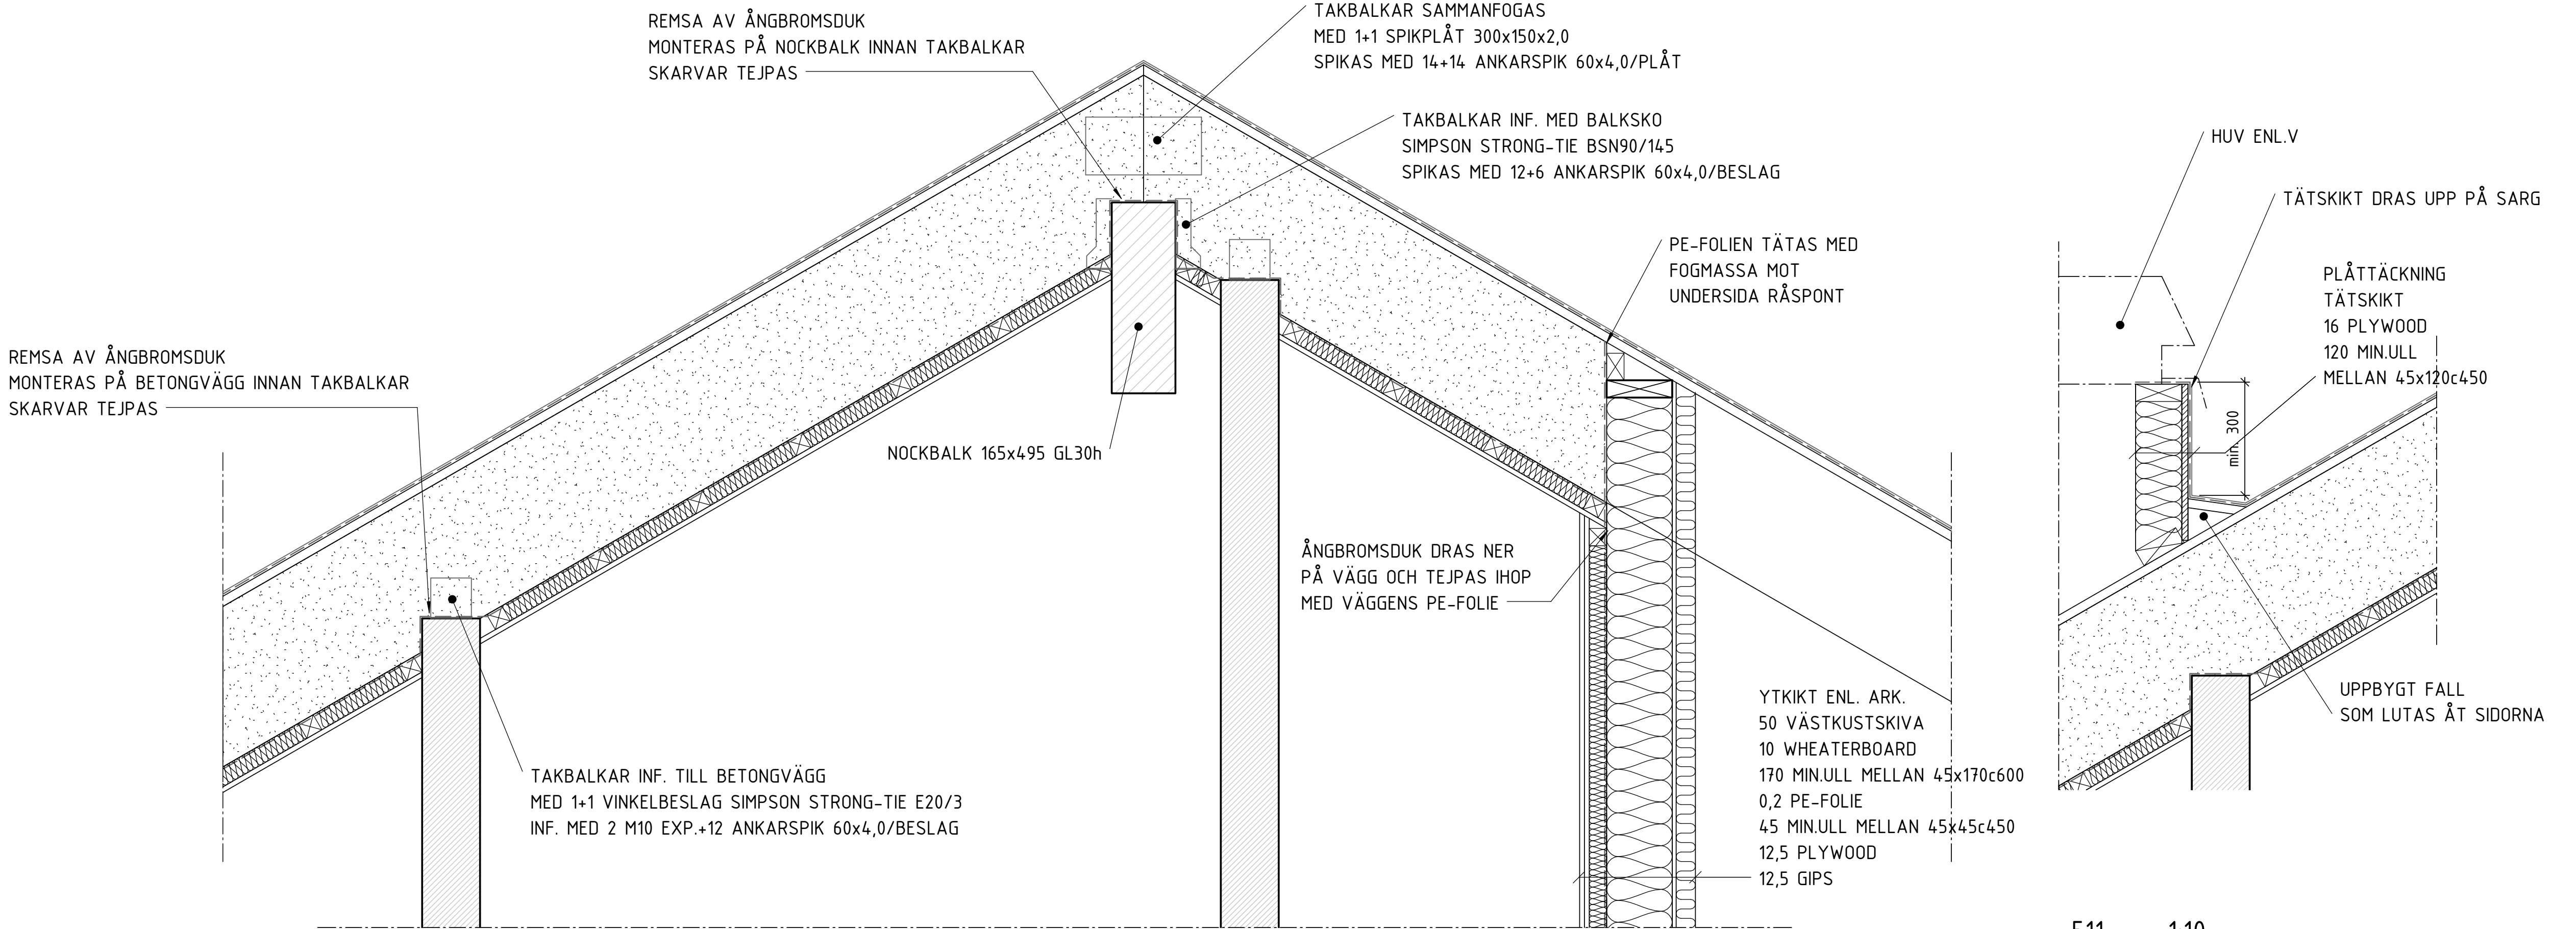 REMSA AV ÅNGBROMSDUK
MONTERAS PÅ NOCKBALK INNAN TAKBALKAR
SKARVAR TEJPAS
TAKBALKAR SAMMANFOGAS
MED 1+1 SPIKPLÅT 300x150x2,0
SPIKAS MED 14+14 ANKARSPIK 60x4,0/PLÅT
TAKBALKAR INF. MED BALKSKO
SIMPSON STRONG-TIE BSN90/145
SPIKAS MED 12+6 ANKARSPIK 60x4,0/BESLAG
PE-FOLIEN TÄTAS MED
FOGMASSA MOT
UNDERSIDA RÅSPONT
HUV ENL.V
TÄTSKIKT DRAS UPP PÅ SARG
PLÅTTÄCKNING
TÄTSKIKT
16 PLYWOOD
120 MIN.ULL
MELLAN 45x120c450
min. 300
REMSA AV ÅNGBROMSDUK
MONTERAS PÅ BETONGVÄGG INNAN TAKBALKAR
SKARVAR TEJPAS
NOCKBALK 165x495 GL30h
ÅNGBROMSDUK DRAS NER
PÅ VÄGG OCH TEJPAS IHOP
MED VÄGGENS PE-FOLIE
TAKBALKAR INF. TILL BETONGVÄGG
MED 1+1 VINKELBESLAG SIMPSON STRONG-TIE E20/3
INF. MED 2 M10 EXP.+12 ANKARSPIK 60x4,0/BESLAG
YTKIKT ENL. ARK.
50 VÄSTKUSTSKIVA
10 WHEATERBOARD
170 MIN.ULL MELLAN 45x170c600
0,2 PE-FOLIE
45 MIN.ULL MELLAN 45x45c450
12,5 PLYWOOD
12,5 GIPS
UPPBYGT FALL
SOM LUTAS ÅT SIDORNA